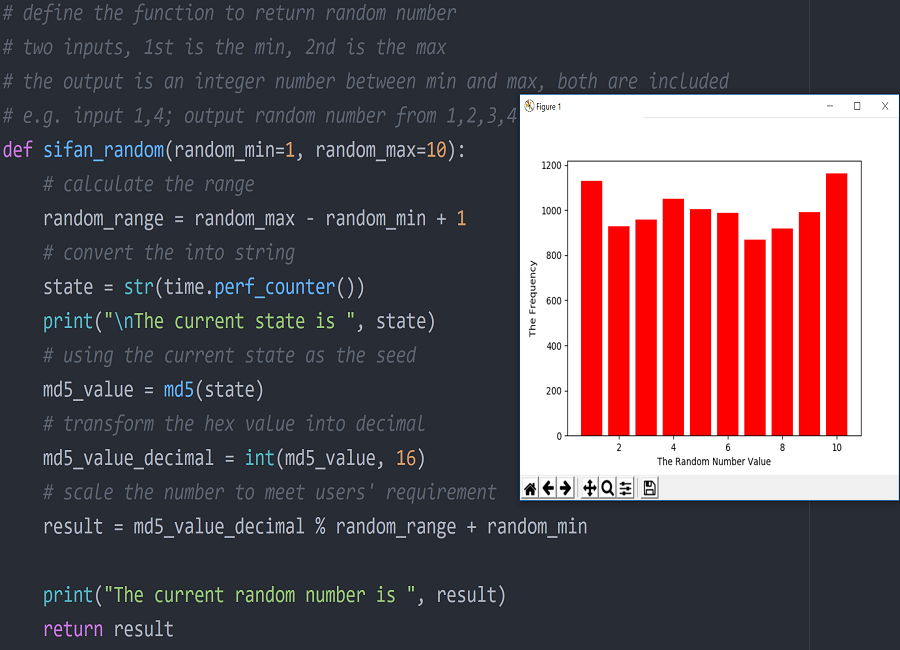 # define the function to return random number
# two inputs, 1st is the min, 2nd is the max
# the output is an integer number between min and max, both are included
# e.g. input 1,4; output random number from 1,2,3,4
def sifan_random(random_min=1, random_max=10):
# calculate the range
random_range = random_max - random_min + 1
# convert the into string
state = str(time.perf_counter())
print("\nThe current state is ", state)
# using the current state as the seed
md5_value = md5(state)
# transform the hex value into decimal
md5_value_decimal = int(md5_value, 16)
# scale the number to meet users' requirement
result = md5_value_decimal % random_range + random_min
print("The current random number is ", result)
return result
Figure 1
1200
1000
800
600
400
200
0
The Frequency
2 4 6 8 10
The Random Number Value